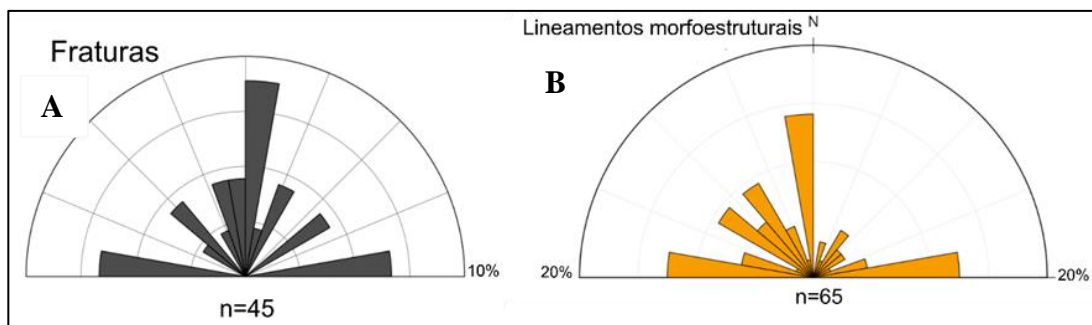 Fraturas
A
10%
n=45
Lineamentos morfoestruturais N
B
20%
20%
n=65